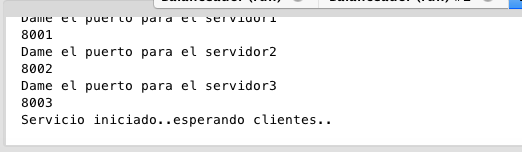 Dame el puerto para el servidor1
8001
Dame el puerto para el servidor2
8002
Dame el puerto para el servidor3
8003
Servicio iniciado..esperando clientes..